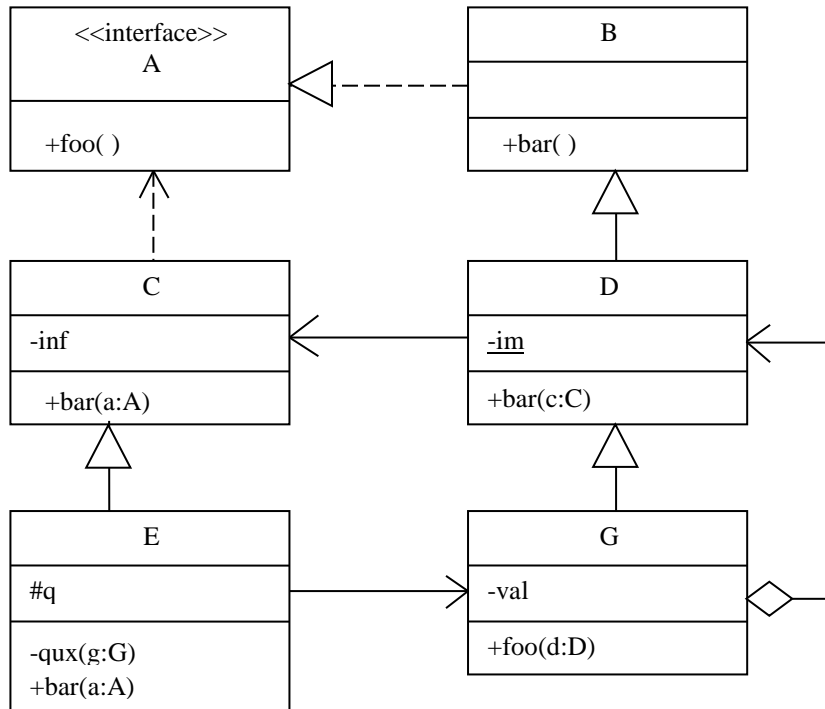 <<interface>>
A
+foo( )
B
+bar( )
C
-inf
+bar(a:A)
D
-im
+bar(c:C)
E
#q
-qux(g:G)
+bar(a:A)
G
-val
+foo(d:D)